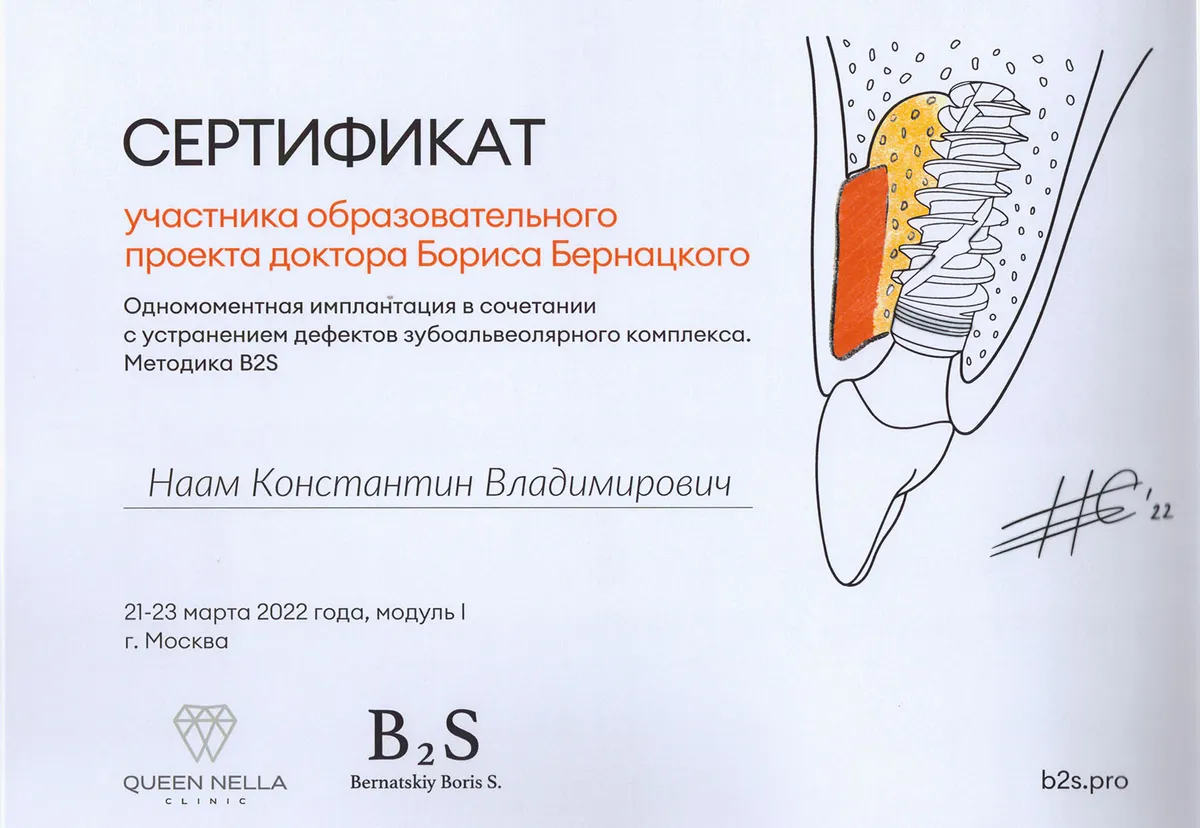 СЕРТИФИКАТ
участника образовательного
проекта доктора Бориса Бернацкого
Одномоментная имплантация в сочетании
с устранением дефектов зубоальвеолярного комплекса.
Методика B2S
Наам Константин Владимирович
'22
21-23 марта 2022 года, модуль I
г. Москва
QUEEN NELLA
CLINIC
B₂S
Bernatskiy Boris S.
b2s.pro